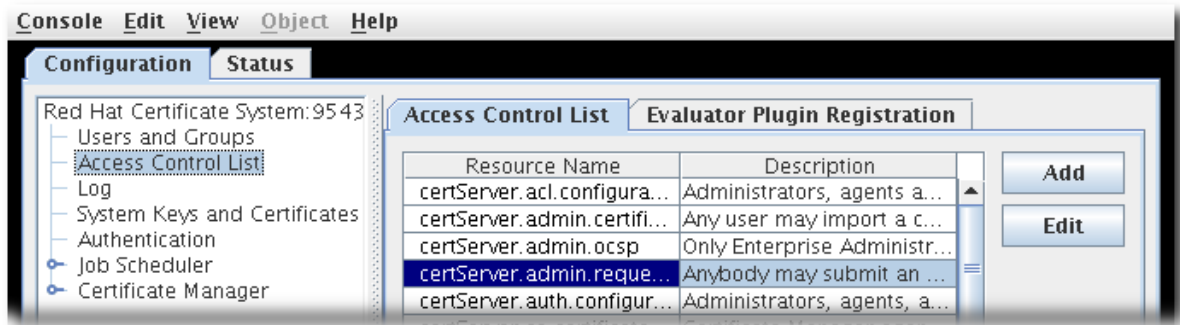 Console Edit View Object Help
Configuration Status
Red Hat Certificate System:9543
Users and Groups
Access Control List
Log
System Keys and Certificates
Authentication
Job Scheduler
Certificate Manager
Access Control List Evaluator Plugin Registration
Resource Name Description
certServer.acl.configura... Administrators, agents a...
certServer.admin.certifi... Any user may import a c...
certServer.admin.ocsp Only Enterprise Administr...
certServer.admin.reque... Anybody may submit an ...
certServer.auth.configur... Administrators, agents, a...
Add
Edit